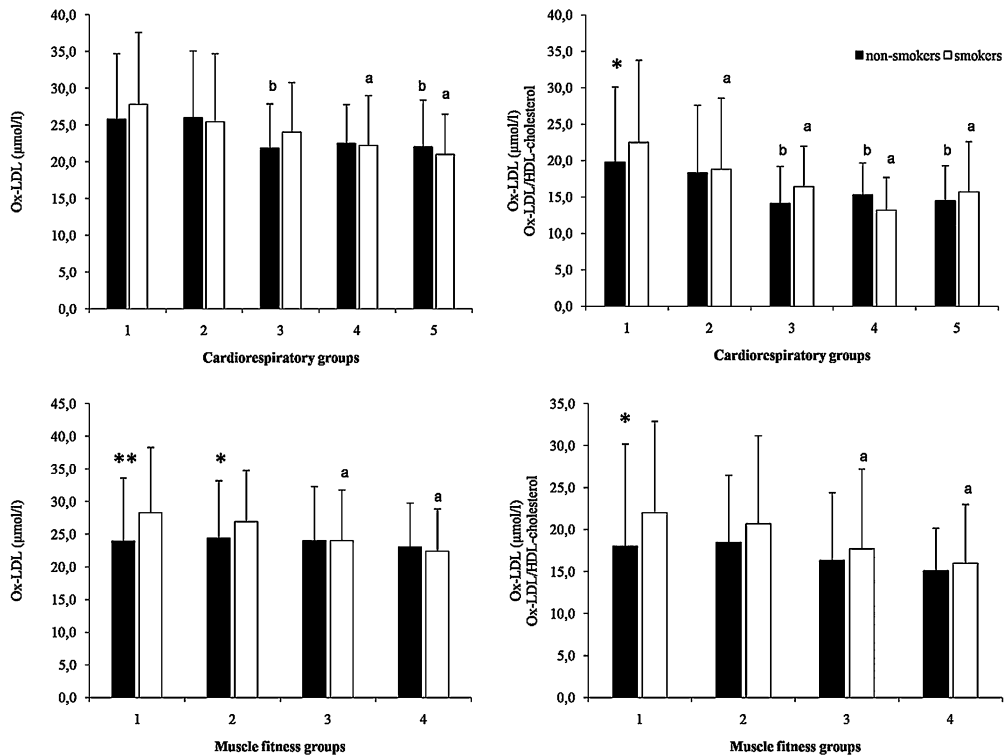 40,0
35,0
30,0
25,0
20,0
15,0
10,0
5,0
0,0
Ox-LDL (µmol/l)
b
a
b
a
1 2 3 4 5
Cardiorespiratory groups
40,0
35,0
30,0
25,0
20,0
15,0
10,0
5,0
0,0
Ox-LDL (µmol/l)
Ox-LDL/HDL-cholesterol
non-smokers smokers
*
a
b
a
b
a
b
a
1 2 3 4 5
Cardiorespiratory groups
45,0
40,0
35,0
30,0
25,0
20,0
15,0
10,0
5,0
0,0
Ox-LDL (µmol/l)
**
*
a
a
1 2 3 4
Muscle fitness groups
35,0
30,0
25,0
20,0
15,0
10,0
5,0
0,0
Ox-LDL (µmol/l)
Ox-LDL/HDL-cholesterol
*
a
a
1 2 3 4
Muscle fitness groups